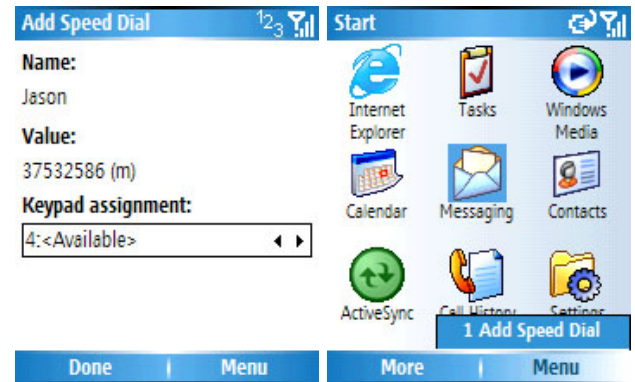 Add Speed Dial 123
Name:
Jason
Value:
37532586 (m)
Keypad assignment:
4:<Available>
Done Menu
Start
Internet Explorer
Tasks
Windows Media
Calendar
Messaging
Contacts
ActiveSync
Call History
Settings
1 Add Speed Dial
More Menu